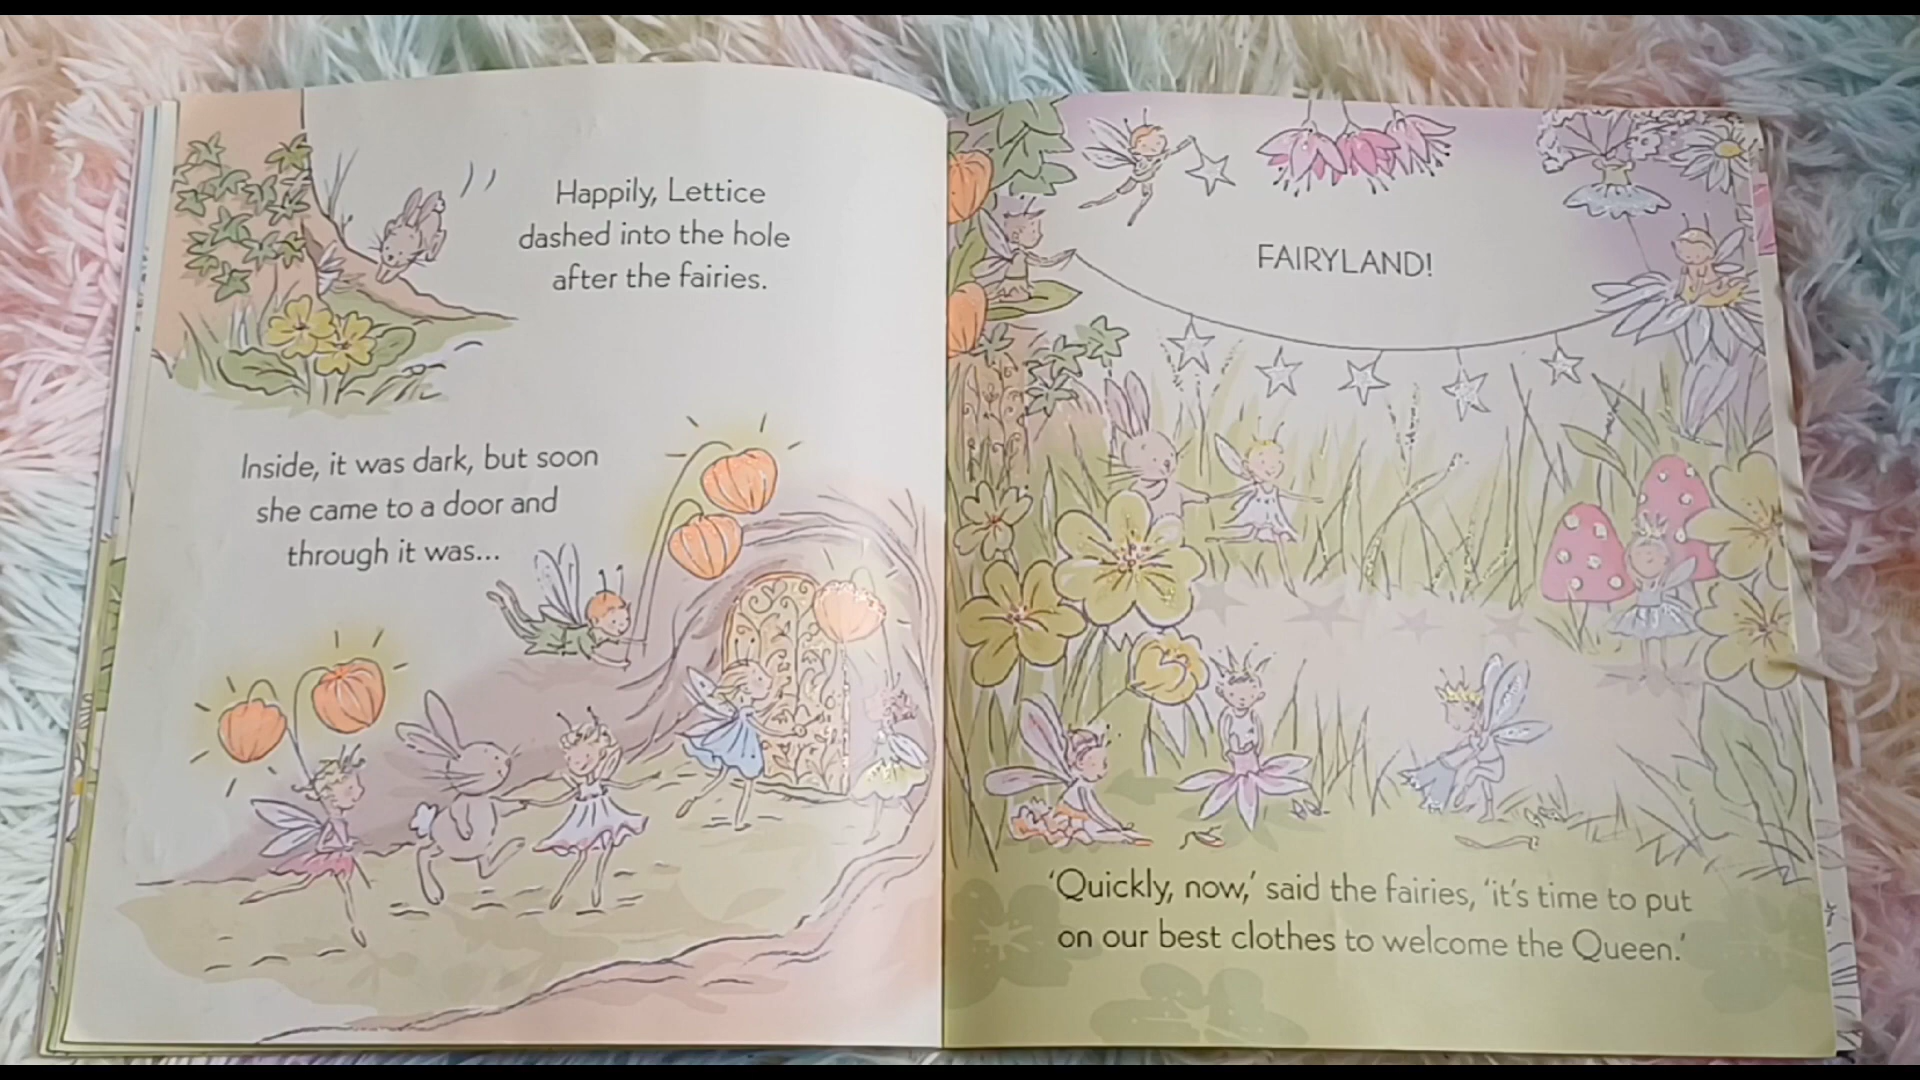 Happily, Lettice
dashed into the hole
after the fairies.
Inside, it was dark, but soon
she came to a door and
through it was...
FAIRYLAND!
‘Quickly, now,’ said the fairies, ‘it’s time to put
on our best clothes to welcome the Queen.’